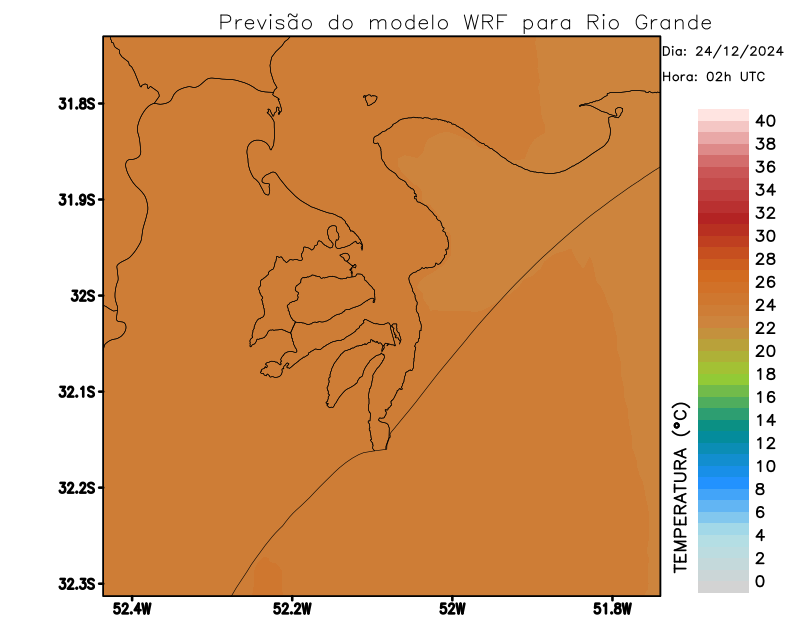 Previsão do modelo WRF para Rio Grande
Dia: 24/12/2024
Hora: 02h UTC
31.8S
31.9S
32S
32.1S
32.2S
32.3S
52.4W
52.2W
52W
51.8W
TEMPERATURA (°C)
40
38
36
34
32
30
28
26
24
22
20
18
16
14
12
10
8
6
4
2
0